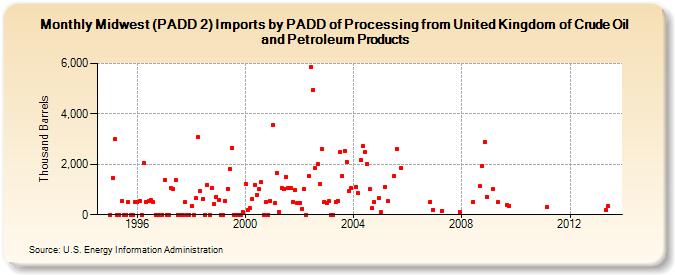 Monthly Midwest (PADD 2) Imports by PADD of Processing from United Kingdom of Crude Oil
and Petroleum Products
Thousand Barrels
6,000
4,000
2,000
0
1996
2000
2004
2008
2012
Source: U.S. Energy Information Administration